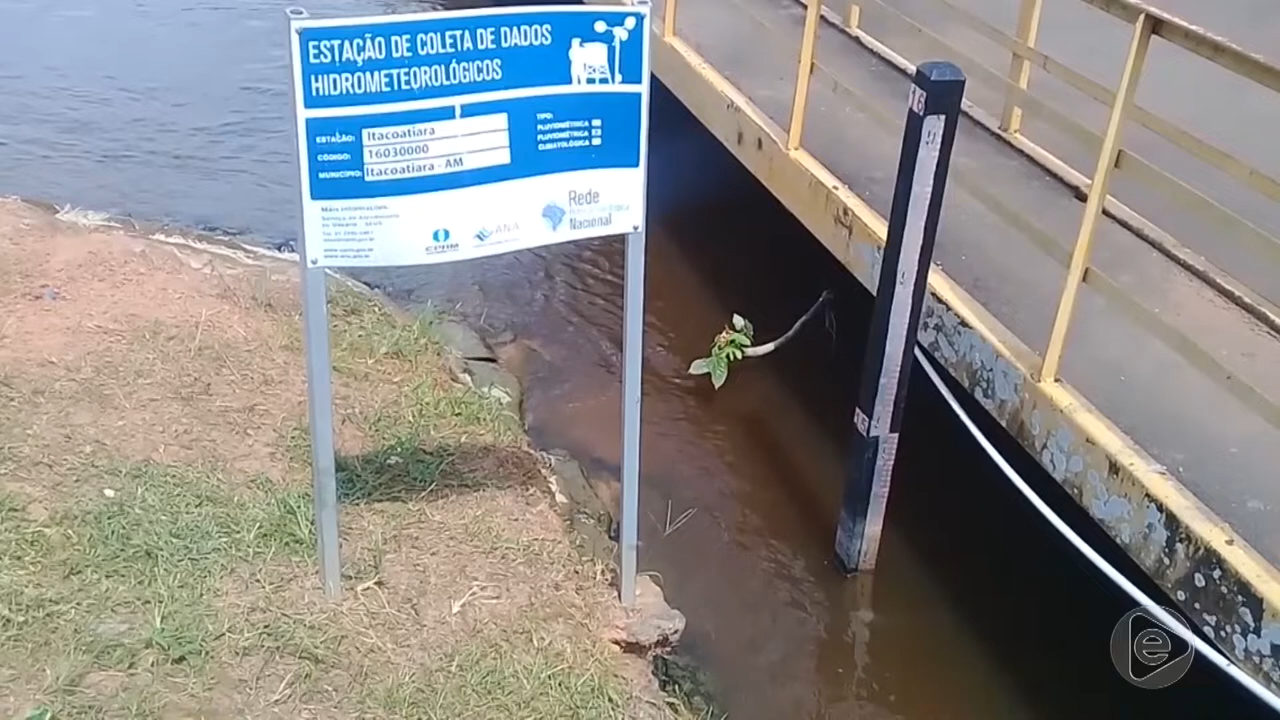 ESTAÇÃO DE COLETA DE DADOS
HIDROMETEOROLÓGICOS
ESTAÇÃO: Itacoatiara
CÓDIGO: 16030000
MUNICÍPIO: Itacoatiara - AM
TIPO:
PLUVIOMÉTRICA
FLUVIOMÉTRICA
CLIMATOLÓGICA
MAIS INFORMAÇÕES:
CPRM
ANA
Rede
Nacional
16
15
e